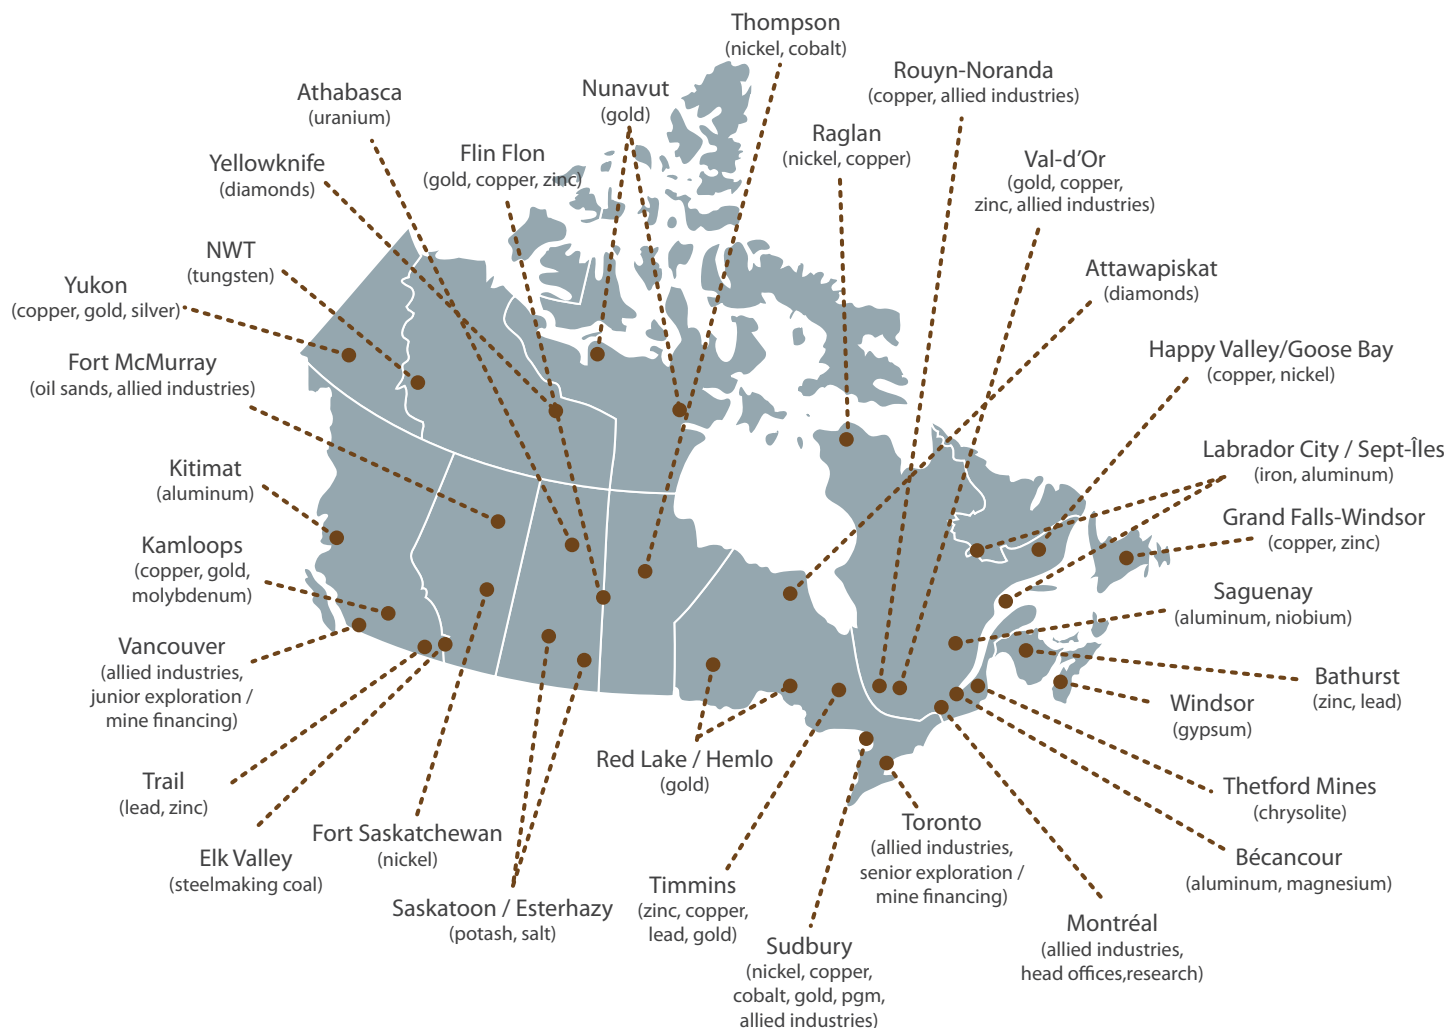 Thompson
(nickel, cobalt)
Rouyn-Noranda
(copper, allied industries)
Athabasca
(uranium)
Nunavut
(gold)
Raglan
(nickel, copper)
Yellowknife
(diamonds)
Flin Flon
(gold, copper, zinc)
Val-d'Or
(gold, copper,
zinc, allied industries)
NWT
(tungsten)
Attawapiskat
(diamonds)
Yukon
(copper, gold, silver)
Fort McMurray
(oil sands, allied industries)
Happy Valley/Goose Bay
(copper, nickel)
Kitimat
(aluminum)
Labrador City / Sept-Îles
(iron, aluminum)
Grand Falls-Windsor
(copper, zinc)
Kamloops
(copper, gold,
molybdenum)
Saguenay
(aluminum, niobium)
Vancouver
(allied industries,
junior exploration /
mine financing)
Bathurst
(zinc, lead)
Windsor
(gypsum)
Red Lake / Hemlo
(gold)
Trail
(lead, zinc)
Thetford Mines
(chrysolite)
Fort Saskatchewan
(nickel)
Toronto
(allied industries,
senior exploration /
mine financing)
Elk Valley
(steelmaking coal)
Bécancour
(aluminum, magnesium)
Saskatoon / Esterhazy
(potash, salt)
Timmins
(zinc, copper,
lead, gold)
Montréal
(allied industries,
head offices,research)
Sudbury
(nickel, copper,
cobalt, gold, pgm,
allied industries)